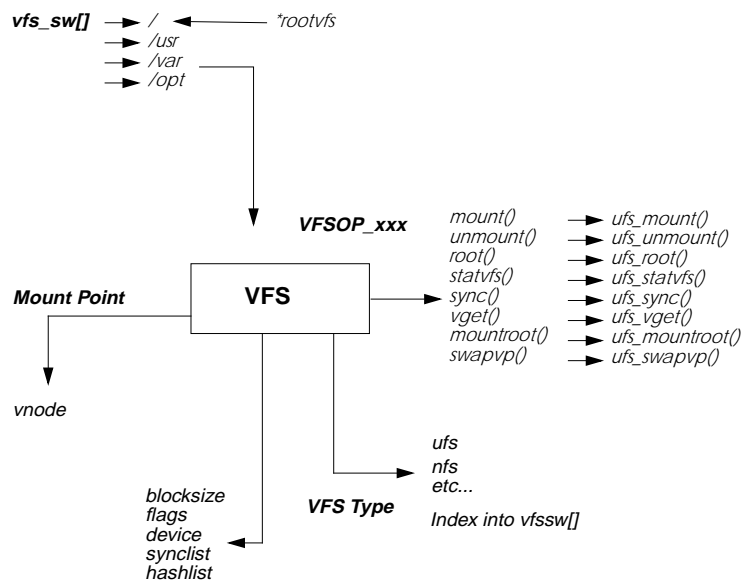 vfs_sw[] / *rootvfs
/usr
/var
/opt
VFSOP_xxx
mount() ufs_mount()
unmount() ufs_unmount()
root() ufs_root()
statvfs() ufs_statvfs()
sync() ufs_sync()
vget() ufs_vget()
mountroot() ufs_mountroot()
swapvp() ufs_swapvp()
VFS
Mount Point
vnode
ufs
nfs
etc...
VFS Type
Index into vfssw[]
blocksize
flags
device
synclist
hashlist